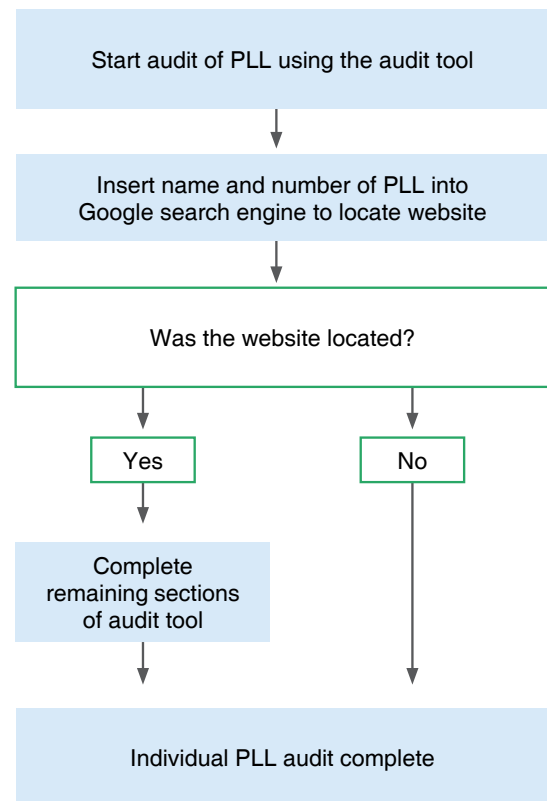 Start audit of PLL using the audit tool
Insert name and number of PLL into
Google search engine to locate website
Was the website located?
Yes
No
Complete
remaining sections
of audit tool
Individual PLL audit complete